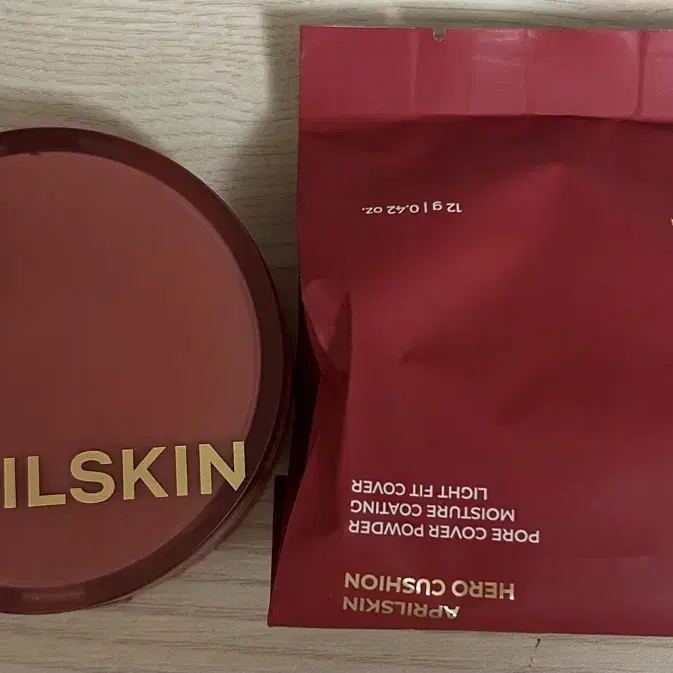 ILSKIN
APRILSKIN
HERO CUSHION
PORE COVER POWDER
MOISTURE COATING
LIGHT FIT COVER
12 g | 0.42 oz.